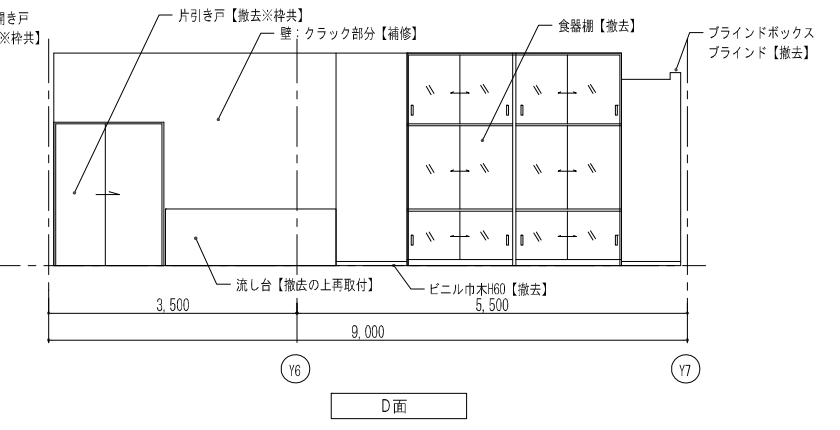 開き戸
※枠共】
片引き戸【撤去※枠共】
壁：クラック部分【補修】
食器棚【撤去】
ブラインドボックス
ブラインド【撤去】
流し台【撤去の上再取付】
ビニル巾木H60【撤去】
3,500
5,500
9,000
Y6
Y7
D面